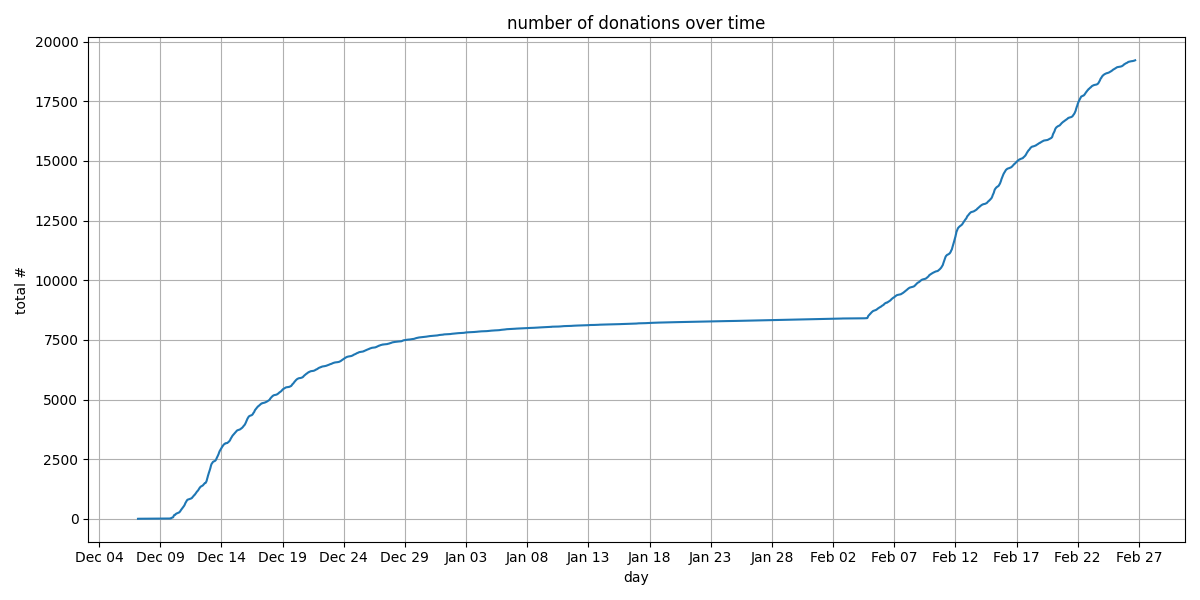 number of donations over time
total #
20000
17500
15000
12500
10000
7500
5000
2500
0
Dec 04 Dec 09 Dec 14 Dec 19 Dec 24 Dec 29 Jan 03 Jan 08 Jan 13 Jan 18 Jan 23 Jan 28 Feb 02 Feb 07 Feb 12 Feb 17 Feb 22 Feb 27
day